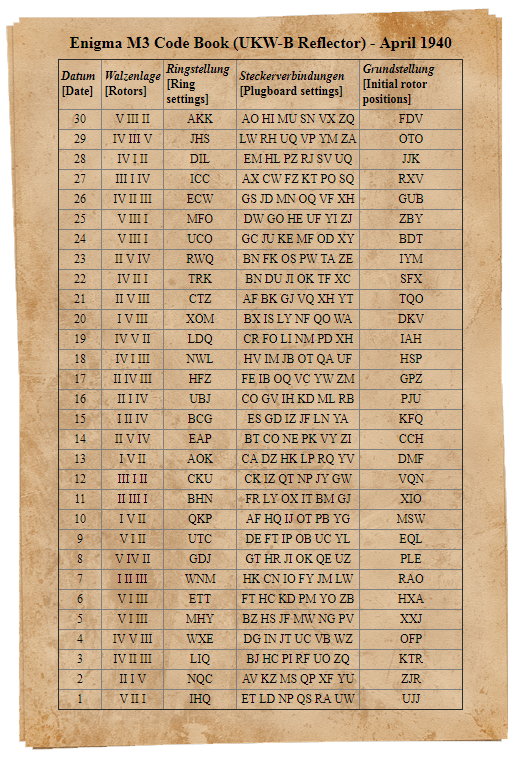 Enigma M3 Code Book (UKW-B Reflector) - April 1940
Datum [Date] Walzenlage [Rotors] Ringstellung [Ring settings] Steckerverbindungen [Plugboard settings] Grundstellung [Initial rotor positions]
30 V III II AKK AO HI MU SN VX ZQ FDV
29 IV III V JHS LW RH UQ VP YM ZA OTO
28 IV I II DIL EM HL PZ RJ SV UQ JJK
27 III I IV ICC AX CW FZ KT PO SQ RXV
26 IV II III ECW GS JD MN OQ VF XH GUB
25 V III I MFO DW GO HE UF YI ZJ ZBY
24 V III I UCO GC JU KE MF OD XY BDT
23 II V IV RWQ BN FK OS PW TA ZE IYM
22 IV II I TRK BN DU JI OK TF XC SFX
21 II V III CTZ AF BK GJ VQ XH YT TQO
20 I V III XOM BX IS LY NF QO WA DKV
19 IV V II LDQ CR FO LI NM PD XH IAH
18 IV I III NWL HV IM JB OT QA UF HSP
17 II IV III HFZ FE IB OQ VC YW ZM GPZ
16 II I IV UBJ CO GV IH KD ML RB PJU
15 I II IV BCG ES GD IZ JF LN YA KFQ
14 II V IV EAP BT CO NE PK VY ZI CCH
13 I V II AOK CA DZ HK LP RQ YV DMF
12 III I II CKU CK IZ QT NP JY GW VQN
11 II III I BHN FR LY OX IT BM GJ XIO
10 I V II QKP AF HQ IJ OT PB YG MSW
9 V I II UTC DE FT IP OB UC YL EQL
8 V IV II GDJ GT HR JI OK QE UZ PLE
7 I II III WNM HK CN IO FY JM LW RAO
6 V I III ETT FT HC KD PM YO ZB HXA
5 V I III MHY BZ HS JF MW NG PV XXJ
4 IV V III WXE DG IN JT UC VB WZ OFP
3 IV II III LIQ BJ HC PI RF UO ZQ KTR
2 II I V NQC AV KZ MS QP XF YU ZJR
1 V II I IHQ ET LD NP QS RA UW UJJ